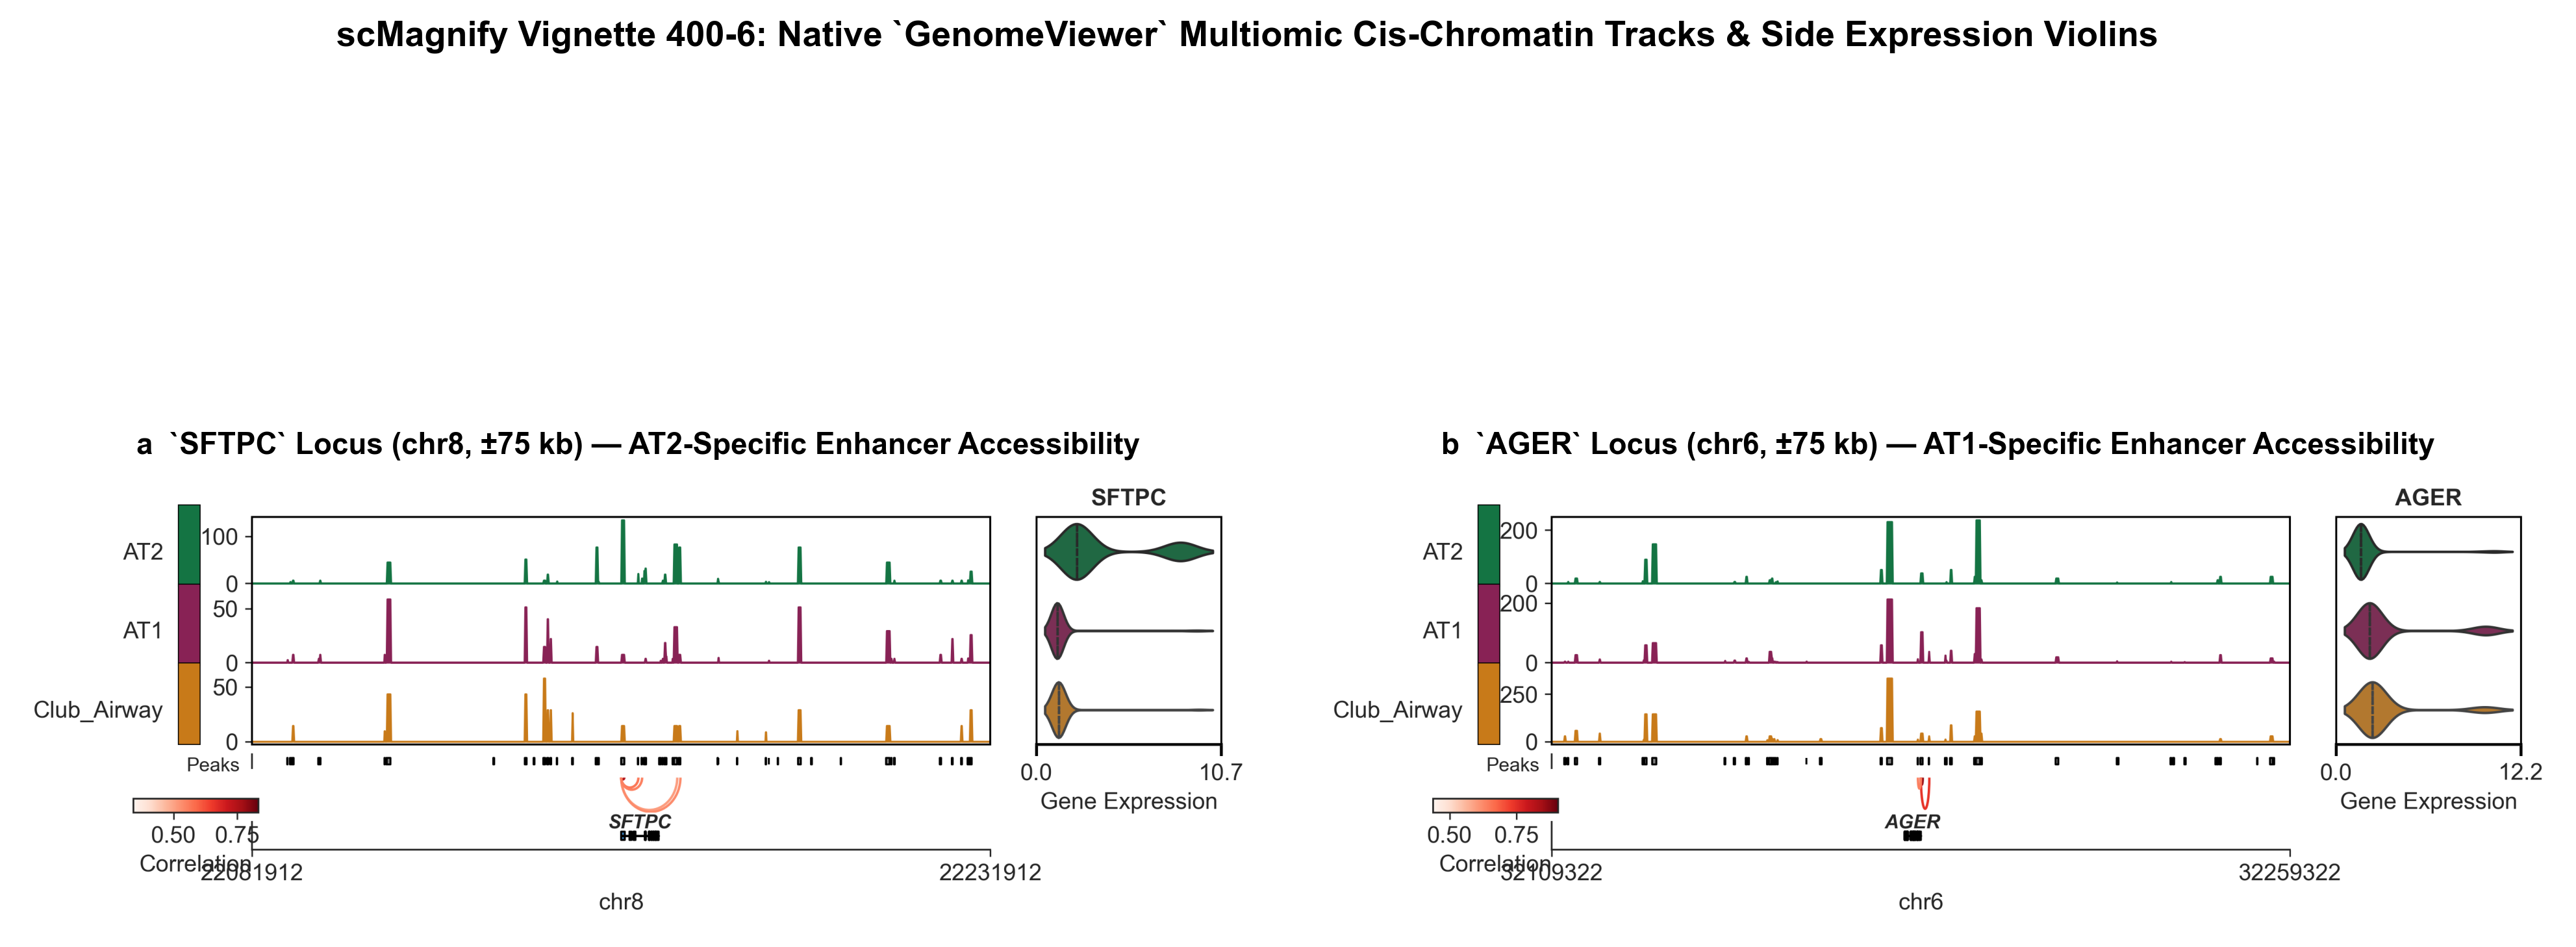 scMagnify Vignette 400-6: Native `GenomeViewer` Multiomic Cis-Chromatin Tracks & Side Expression Violins
a `SFTPC` Locus (chr8, ±75 kb) — AT2-Specific Enhancer Accessibility
SFTPC
AT2
100
0
AT1
50
0
Club_Airway
50
0
Peaks
0.0
10.7
Gene Expression
0.50
0.75
Correlation
SFTPC
22081912
22231912
chr8
b `AGER` Locus (chr6, ±75 kb) — AT1-Specific Enhancer Accessibility
AGER
AT2
200
0
AT1
200
0
Club_Airway
250
0
Peaks
0.0
12.2
Gene Expression
0.50
0.75
Correlation
AGER
32109322
32259322
chr6